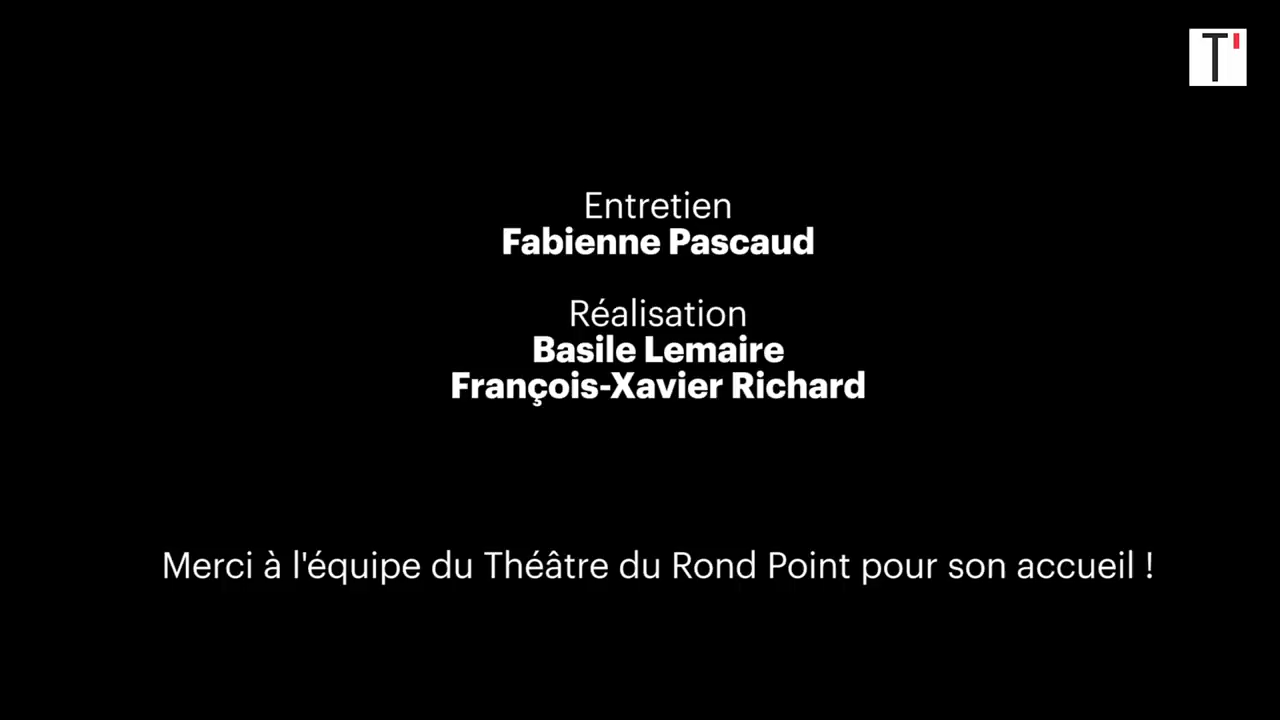 T'
Entretien
Fabienne Pascaud
Réalisation
Basile Lemaire
François-Xavier Richard
Merci à l'équipe du Théâtre du Rond Point pour son accueil !